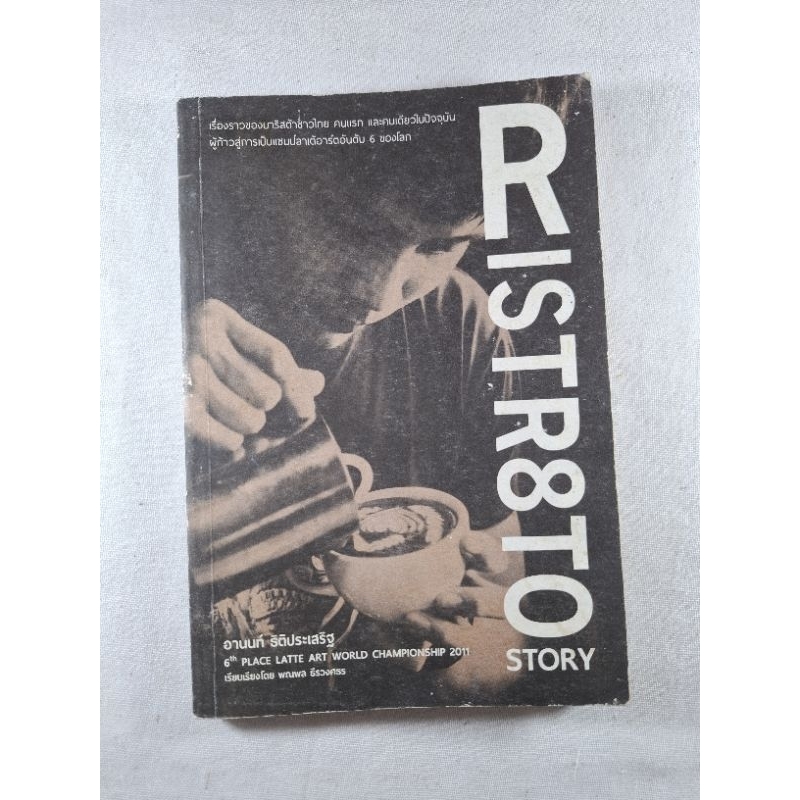 เรื่องราวของบาริสต้าชาวไทย คนแรก และคนเดียวในปัจจุบัน
ผู้ก้าวสู่การเป็นแชมป์ลาเต้อาร์ตอันดับ 6 ของโลก
RISTR8TO
STORY
อานนท์ ธิติประเสริฐ
6th PLACE LATTE ART WORLD CHAMPIONSHIP 2011
เรียบเรียงโดย พณพล ธีรวงศธร